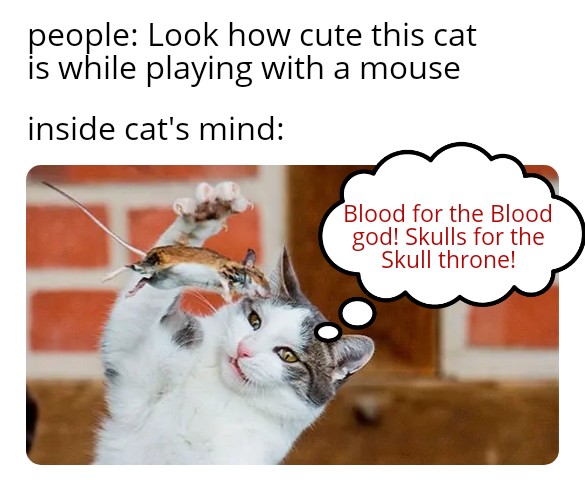 people: Look how cute this cat
is while playing with a mouse
inside cat's mind:
Blood for the Blood
god! Skulls for the
Skull throne!